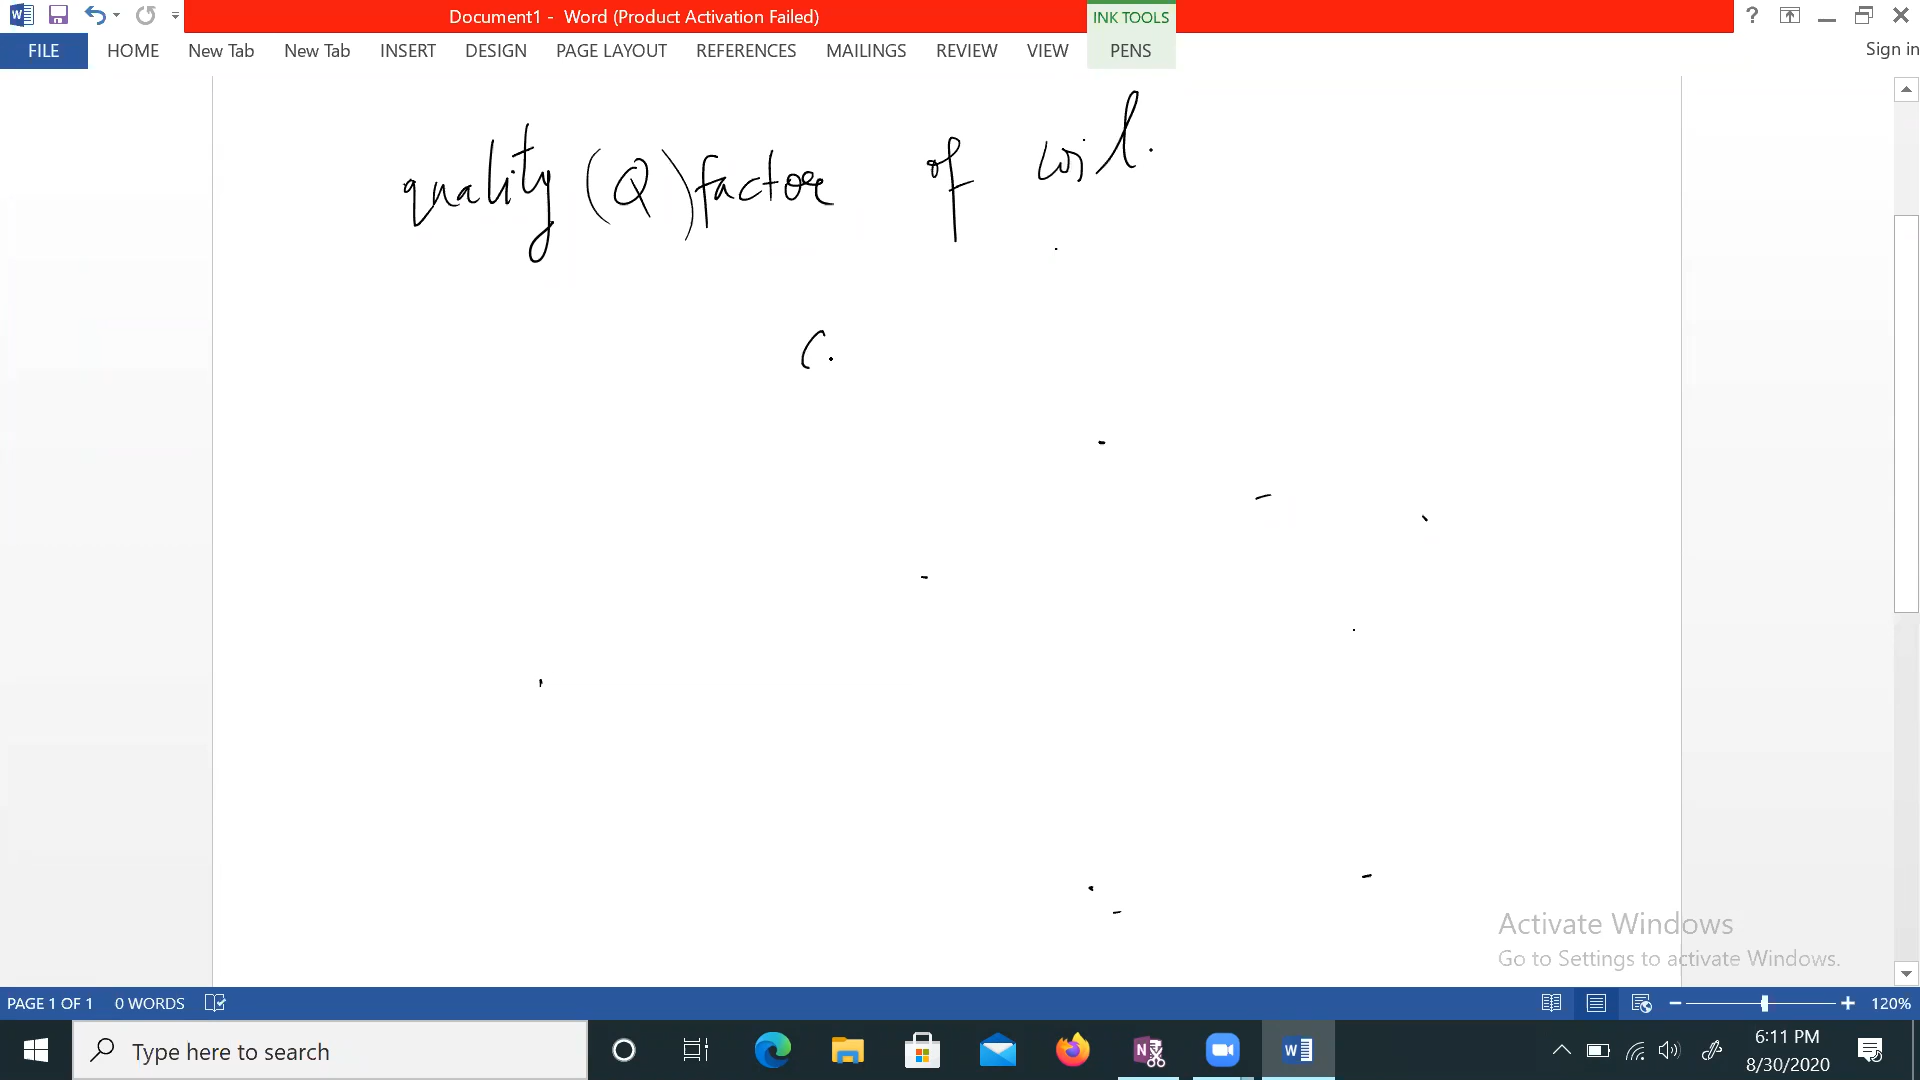 Document1 - Word (Product Activation Failed)
INK TOOLS
?
FILE HOME New Tab New Tab INSERT DESIGN PAGE LAYOUT REFERENCES MAILINGS REVIEW VIEW PENS
Sign in
quality (Q) factor of coil.
C.
Activate Windows
Go to Settings to activate Windows.
PAGE 1 OF 1 0 WORDS
120%
Type here to search
6:11 PM
8/30/2020